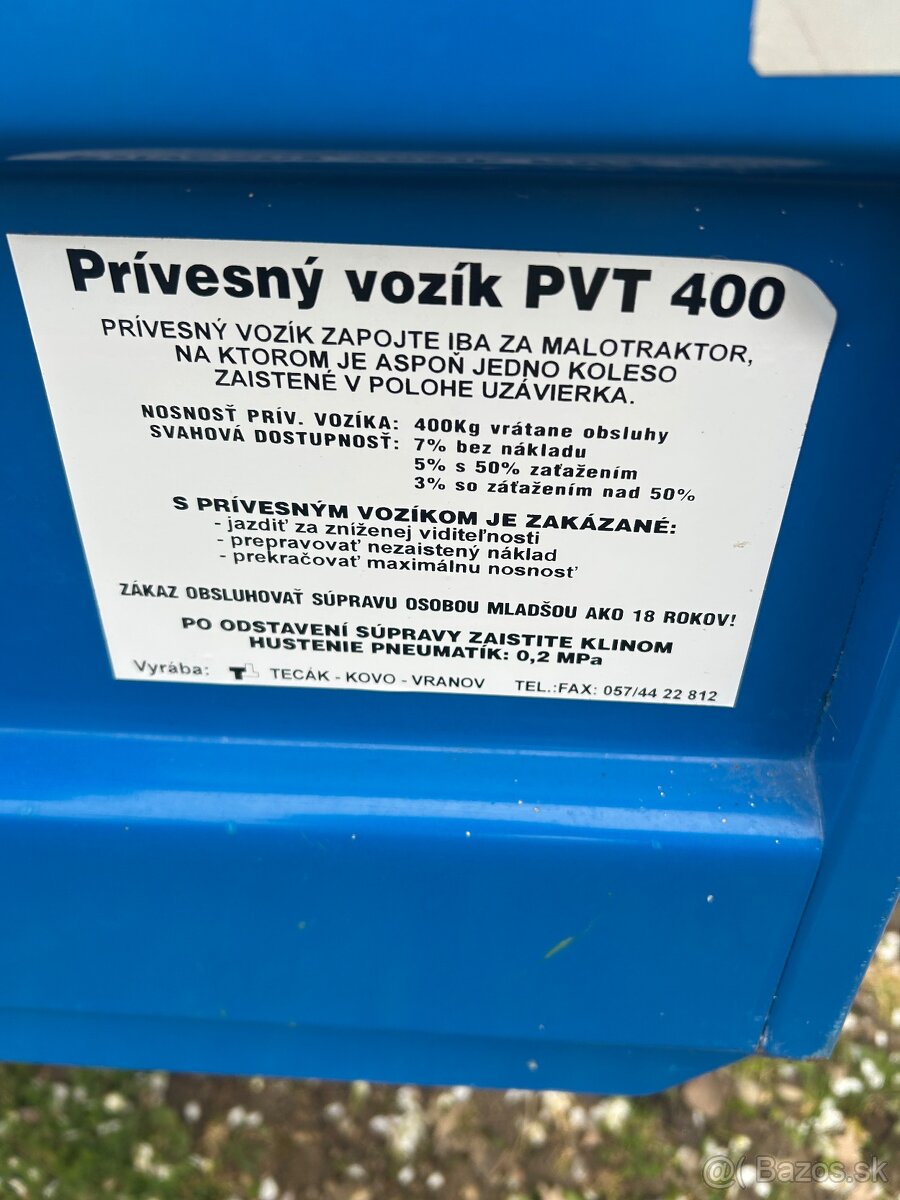 Prívesný vozík PVT 400
PRÍVESNÝ VOZÍK ZAPOJTE IBA ZA MALOTRAKTOR,
NA KTOROM JE ASPOŇ JEDNO KOLESO
ZAISTENÉ V POLOHE UZÁVIERKA.
NOSNOSŤ PRÍV. VOZÍKA: 400Kg vrátane obsluhy
SVAHOVÁ DOSTUPNOSŤ: 7% bez nákladu
5% s 50% zaťažením
3% so záťažením nad 50%
S PRÍVESNÝM VOZÍKOM JE ZAKÁZANÉ:
- jazdiť za zníženej viditeľnosti
- prepravovať nezaistený náklad
- prekračovať maximálnu nosnosť
ZÁKAZ OBSLUHOVAŤ SÚPRAVU OSOBOU MLADŠOU AKO 18 ROKOV!
PO ODSTAVENÍ SÚPRAVY ZAISTITE KLINOM
HUSTENIE PNEUMATÍK: 0,2 MPa
Vyrába: TL TECÁK - KOVO - VRANOV TEL.:FAX: 057/44 22 812
@( Bazos.sk